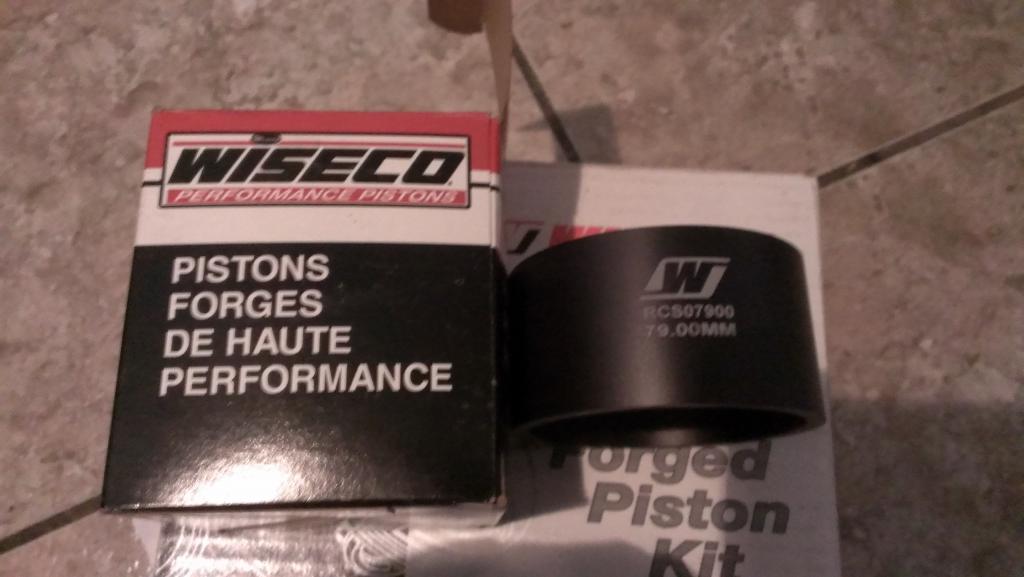 WISECO
PERFORMANCE PISTONS
PISTONS
FORGES
DE HAUTE
PERFORMANCE
W
RCS07900
79.00MM
Forged
Piston
Kit